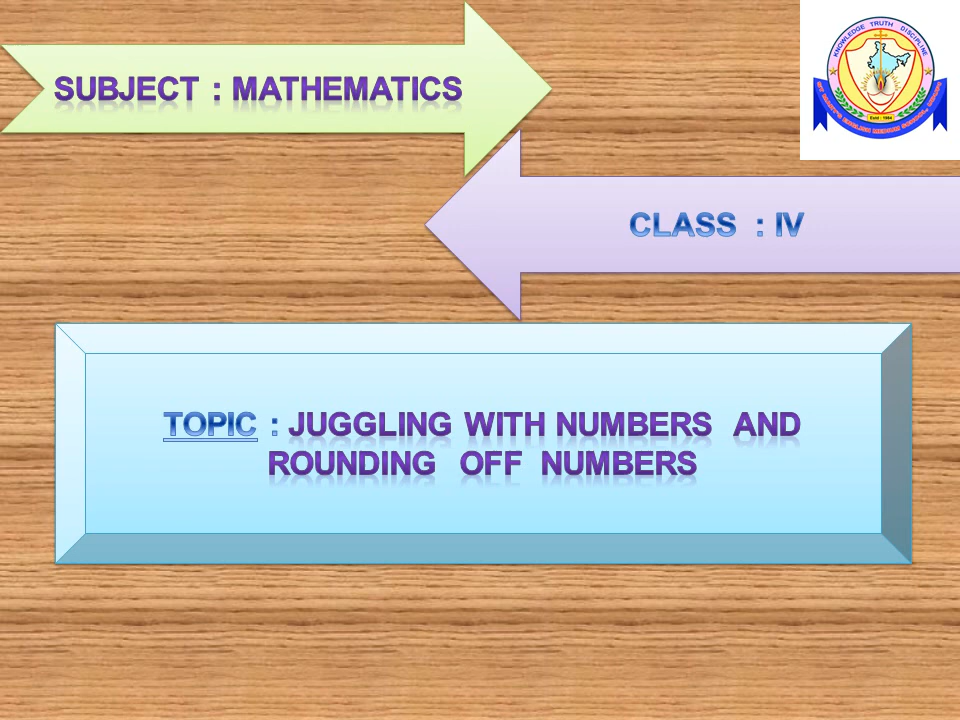 SUBJECT : MATHEMATICS
KNOWLEDGE TRUTH DISCIPLINE
Estd : 1984
CLASS : IV
TOPIC : JUGGLING WITH NUMBERS AND
ROUNDING OFF NUMBERS